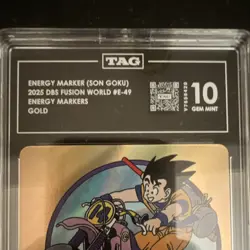 TAG
ENERGY MARKER (SON GOKU)
2025 DBS FUSION WORLD #E-49
ENERGY MARKERS
GOLD
10
GEM MINT